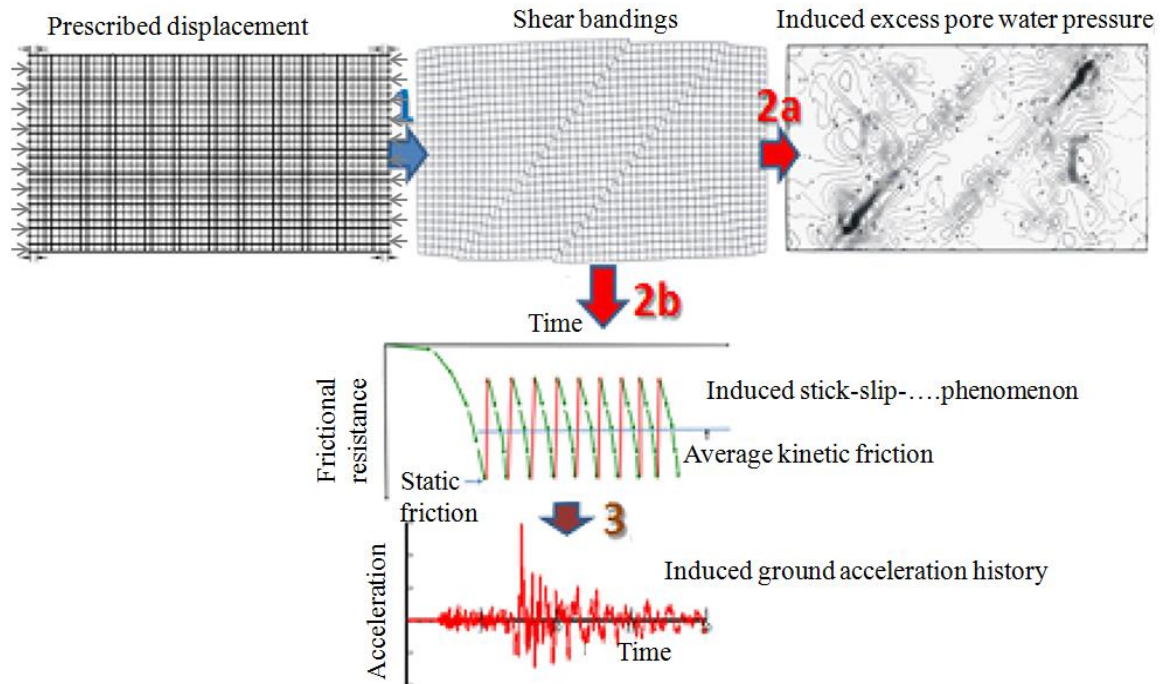 Prescribed displacement
Shear bandings
Induced excess pore water pressure
1
2a
2b
Time
Frictional
resistance
Induced stick-slip-....phenomenon
Average kinetic friction
Static
friction
3
Acceleration
Induced ground acceleration history
Time